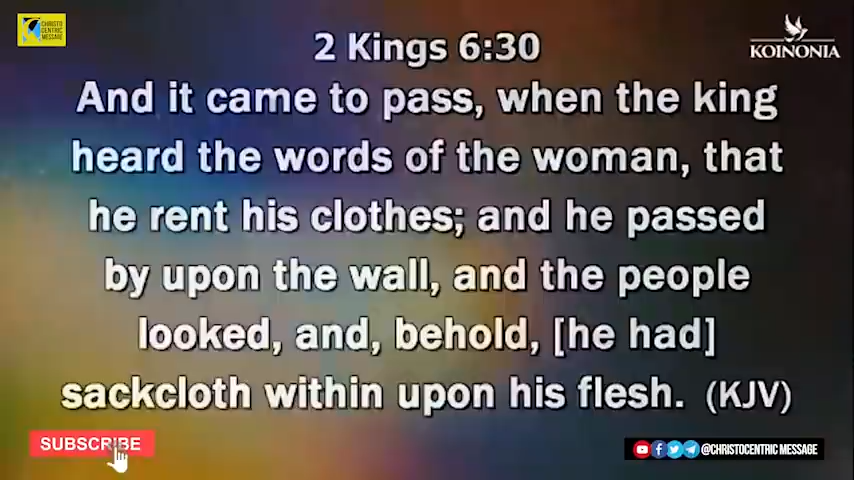 CHRISTO
CENTRIC
MESSAGE
KOINONIA
2 Kings 6:30
And it came to pass, when the king
heard the words of the woman, that
he rent his clothes; and he passed
by upon the wall, and the people
looked, and, behold, [he had]
sackcloth within upon his flesh. (KJV)
SUBSCRIBE
@CHRISTOCENTRIC MESSAGE